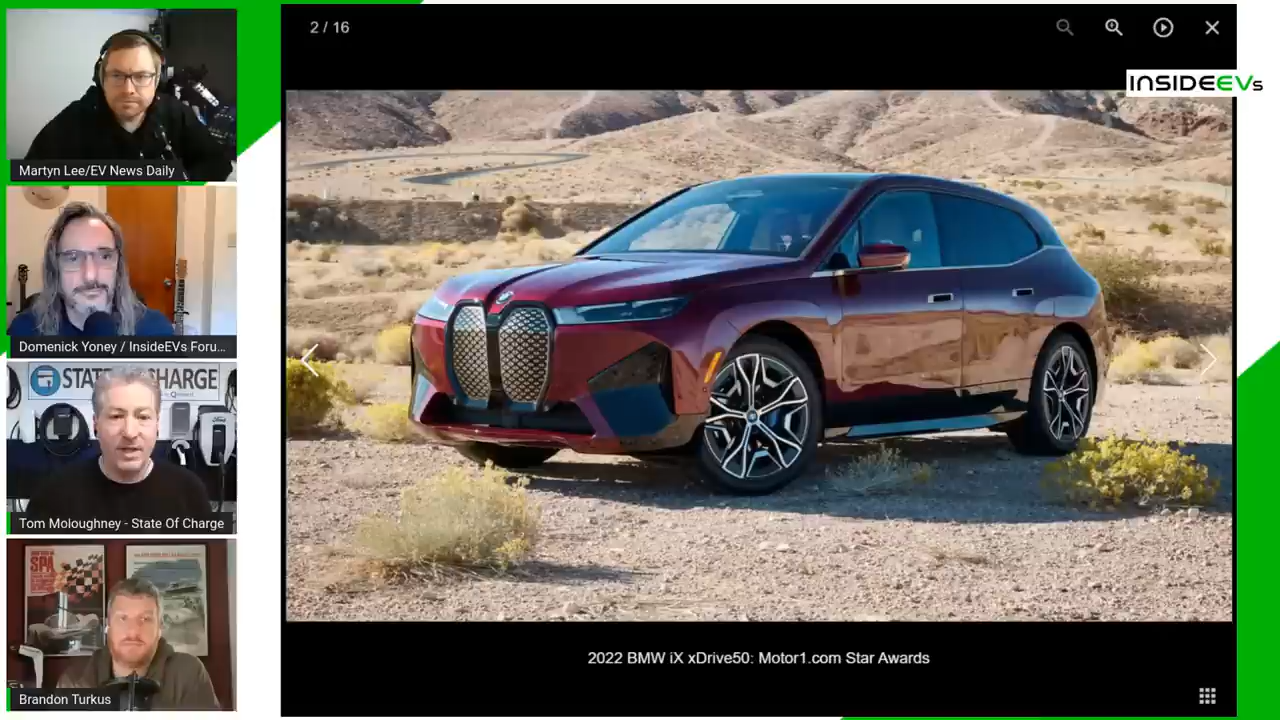 2 / 16
INSIDEEVs
Martyn Lee/EV News Daily
Domenick Yoney / InsideEVs Foru...
STATE CHARGE
Tom Moloughney - State Of Charge
SPA
Brandon Turkus
2022 BMW iX xDrive50: Motor1.com Star Awards